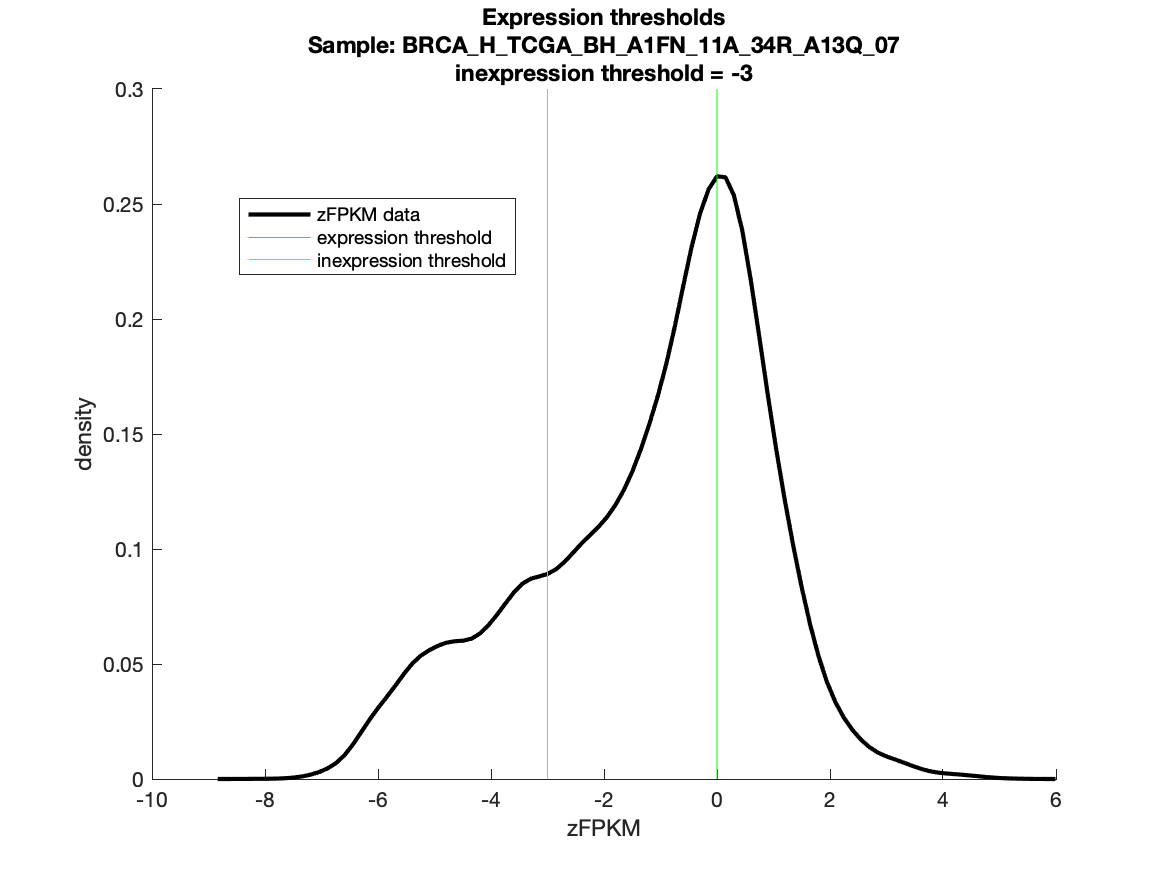 Expression thresholds
Sample: BRCA_H_TCGA_BH_A1FN_11A_34R_A13Q_07
inexpression threshold = -3
0.3
0.25
0.2
0.15
0.1
0.05
0
density
zFPKM data
expression threshold
inexpression threshold
-10 -8 -6 -4 -2 0 2 4 6
zFPKM